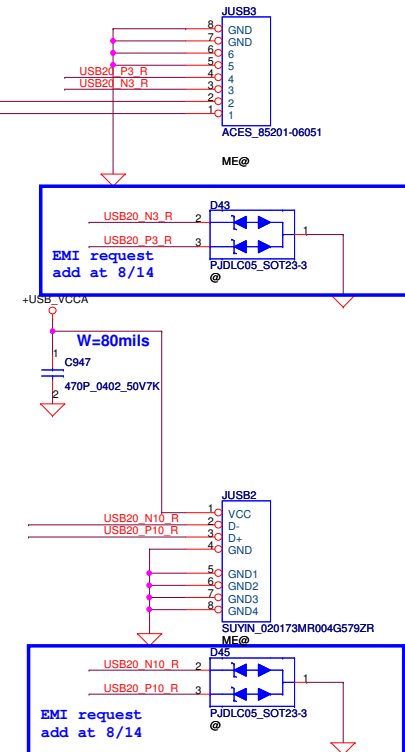 JUSB3
8 GND
7 GND
6 6
5 5
USB20_P3_R 4 4
USB20_N3_R 3 3
2 2
1 1
ACES_85201-06051
ME@
D43
USB20_N3_R 2
1
USB20_P3_R 3
EMI request
add at 8/14
PJDLC05_SOT23-3
@
+USB_VCCA
W=80mils
1
C947
470P_0402_50V7K
2
JUSB2
1 VCC
USB20_N10_R 2 D-
USB20_P10_R 3 D+
4 GND
5 GND1
6 GND2
7 GND3
8 GND4
SUYIN_020173MR004G579ZR
ME@
D45
USB20_N10_R 2
1
USB20_P10_R 3
EMI request
add at 8/14
PJDLC05_SOT23-3
@